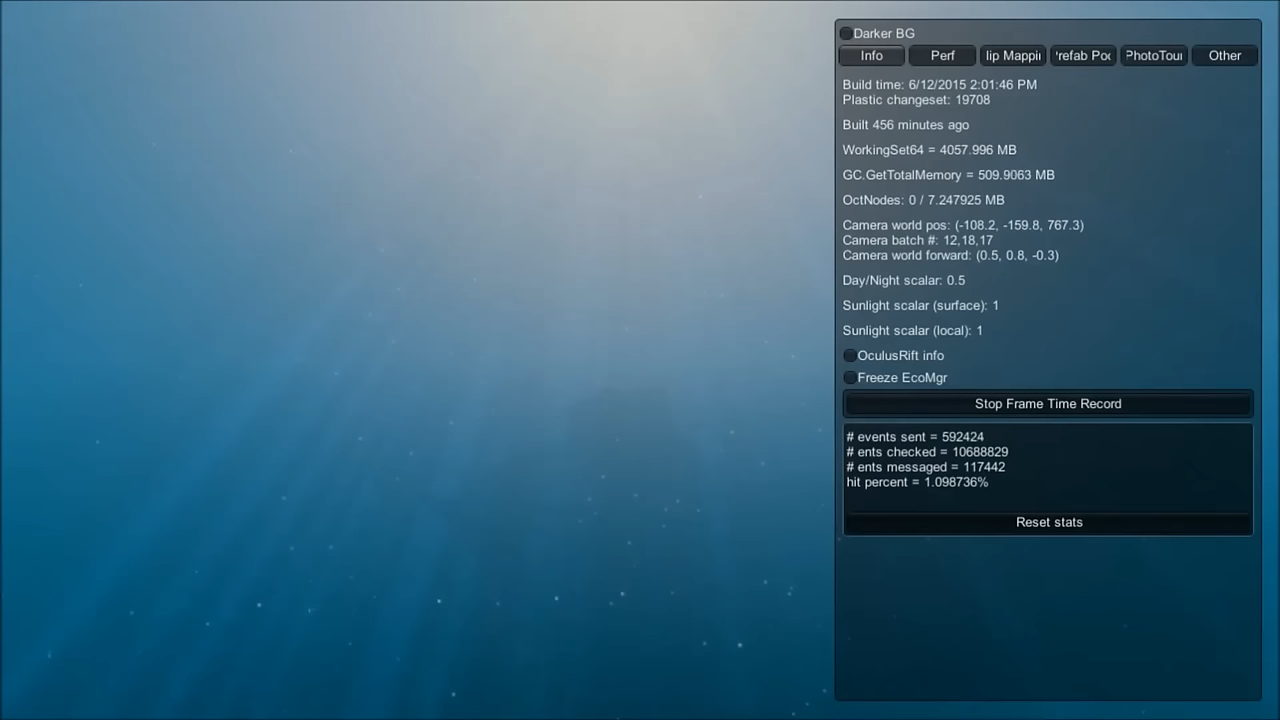 Darker BG
Info Perf lip Mappin 'refab Poo PhotoTour Other
Build time: 6/12/2015 2:01:46 PM
Plastic changeset: 19708
Built 456 minutes ago
WorkingSet64 = 4057.996 MB
GC.GetTotalMemory = 509.9063 MB
OctNodes: 0 / 7.247925 MB
Camera world pos: (-108.2, -159.8, 767.3)
Camera batch #: 12,18,17
Camera world forward: (0.5, 0.8, -0.3)
Day/Night scalar: 0.5
Sunlight scalar (surface): 1
Sunlight scalar (local): 1
OculusRift info
Freeze EcoMgr
Stop Frame Time Record
# events sent = 592424
# ents checked = 10688829
# ents messaged = 117442
hit percent = 1.098736%
Reset stats